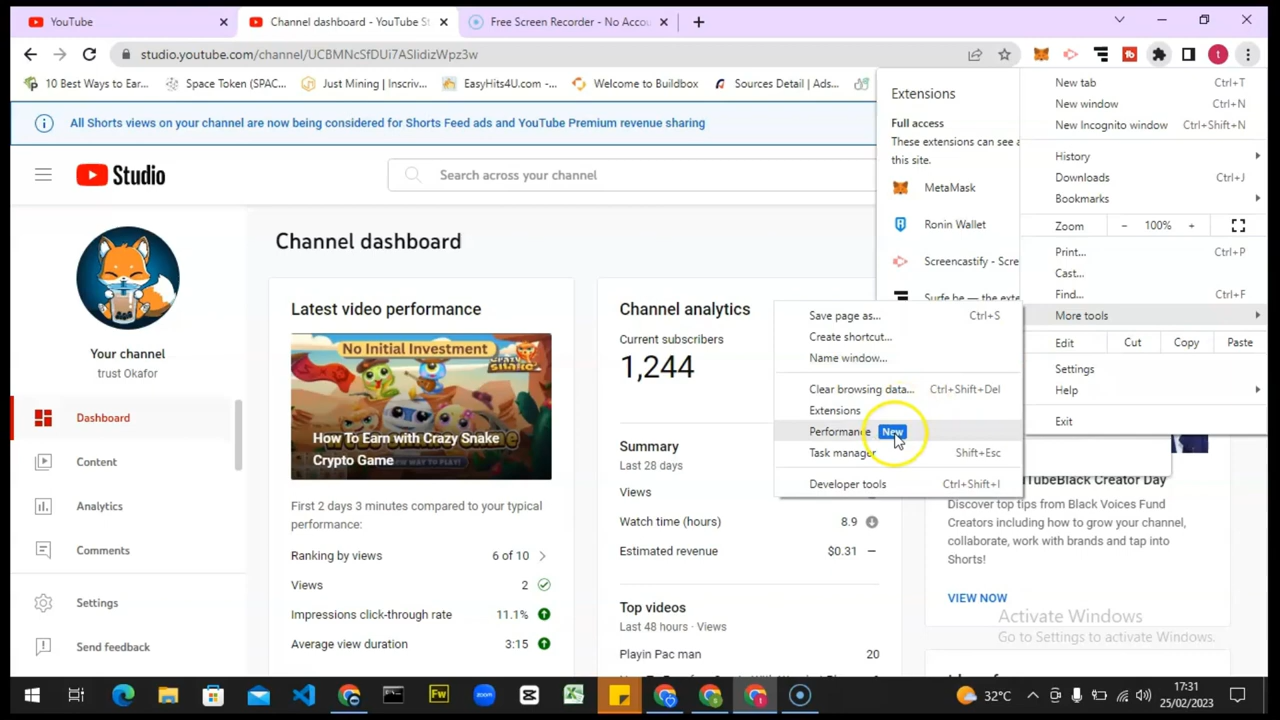 YouTube
Channel dashboard - YouTube St
Free Screen Recorder - No Accou
studio.youtube.com/channel/UCBMNcSfDUi7ASlidizWpz3w
t
10 Best Ways to Ear...
Space Token (SPAC...
Just Mining | Inscriv...
EasyHits4U.com -...
Welcome to Buildbox
Sources Detail | Ads...
All Shorts views on your channel are now being considered for Shorts Feed ads and YouTube Premium revenue sharing
Studio
Search across your channel
Your channel
trust Okafor
Dashboard
Content
Analytics
Comments
Settings
Send feedback
Channel dashboard
Latest video performance
No Initial Investment
CRAZY SNAKE
How To Earn with Crazy Snake
Crypto Game
First 2 days 3 minutes compared to your typical
performance:
Ranking by views 6 of 10
Views 2
Impressions click-through rate 11.1%
Average view duration 3:15
Channel analytics
Current subscribers
1,244
Summary
Last 28 days
Views
Watch time (hours) 8.9
Estimated revenue $0.31 —
Top videos
Last 48 hours · Views
Playin Pac man 20
Extensions
Full access
These extensions can see a
this site.
MetaMask
Ronin Wallet
Screencastify - Scre
Surfe.be — the exte
New tab Ctrl+T
New window Ctrl+N
New Incognito window Ctrl+Shift+N
History
Downloads Ctrl+J
Bookmarks
Zoom - 100% +
Print... Ctrl+P
Cast...
Find... Ctrl+F
More tools
Edit Cut Copy Paste
Settings
Help
Exit
Save page as... Ctrl+S
Create shortcut...
Name window...
Clear browsing data... Ctrl+Shift+Del
Extensions
Performance New
Task manager Shift+Esc
Developer tools Ctrl+Shift+I
TubeBlack Creator Day
Discover top tips from Black Voices Fund
Creators including how to grow your channel,
collaborate, work with brands and tap into
Shorts!
VIEW NOW
Activate Windows
Go to Settings to activate Windows.
Fw
zoom
32°C
17:31
25/02/2023